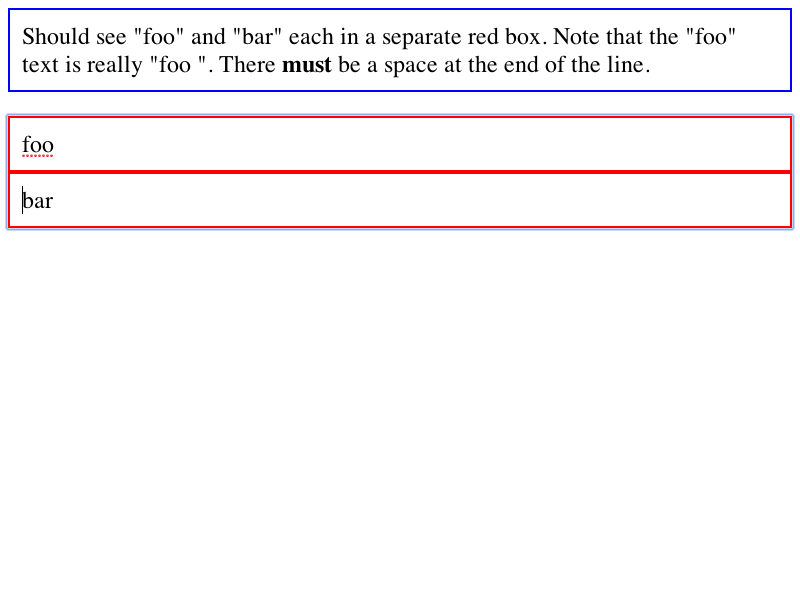 Should see "foo" and "bar" each in a separate red box. Note that the "foo"
text is really "foo ". There must be a space at the end of the line.
foo
bar